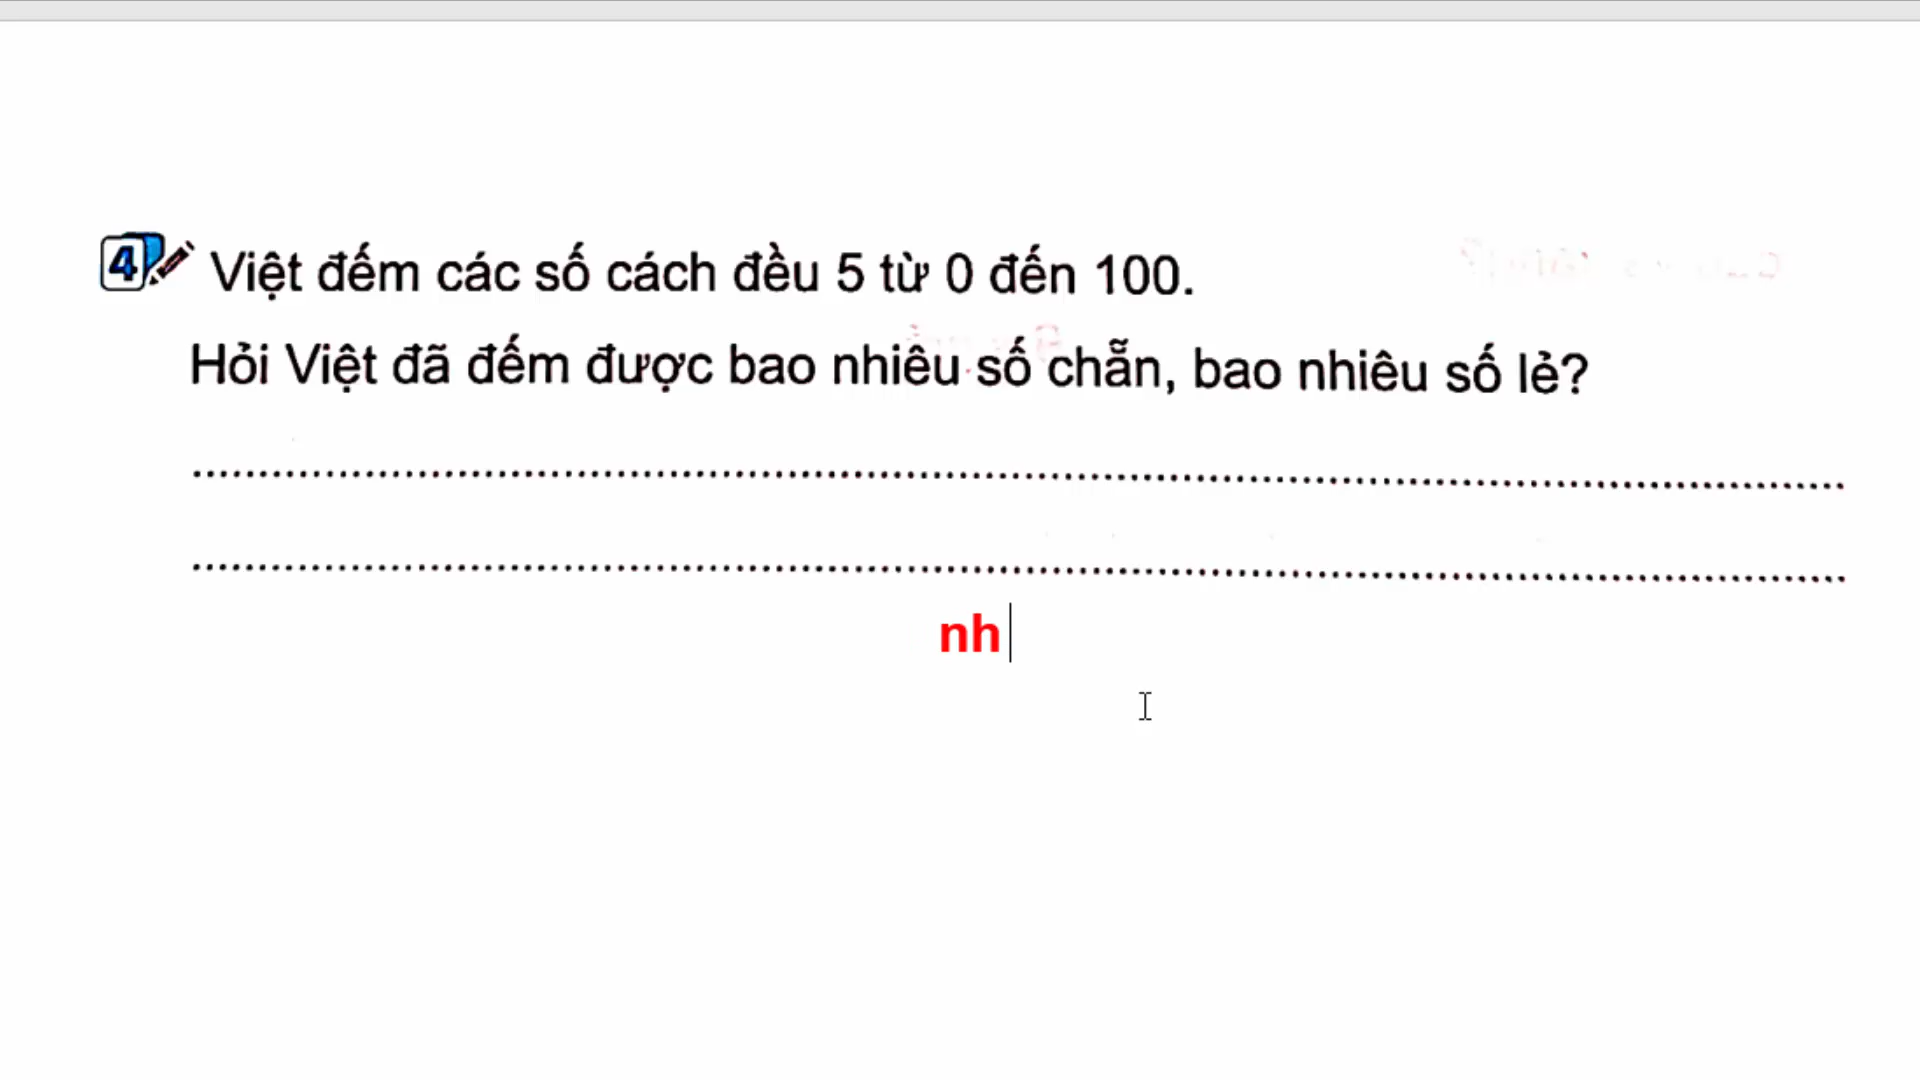 4 Việt đếm các số cách đều 5 từ 0 đến 100.
Hỏi Việt đã đếm được bao nhiêu số chẵn, bao nhiêu số lẻ?
nh